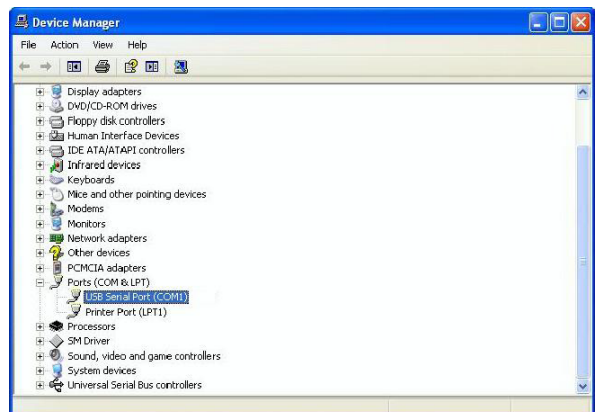 Device Manager
File Action View Help
Display adapters
DVD/CD-ROM drives
Floppy disk controllers
Human Interface Devices
IDE ATA/ATAPI controllers
Infrared devices
Keyboards
Mice and other pointing devices
Modems
Monitors
Network adapters
Other devices
PCMCIA adapters
Ports (COM & LPT)
USB Serial Port (COM1)
Printer Port (LPT1)
Processors
SM Driver
Sound, video and game controllers
System devices
Universal Serial Bus controllers